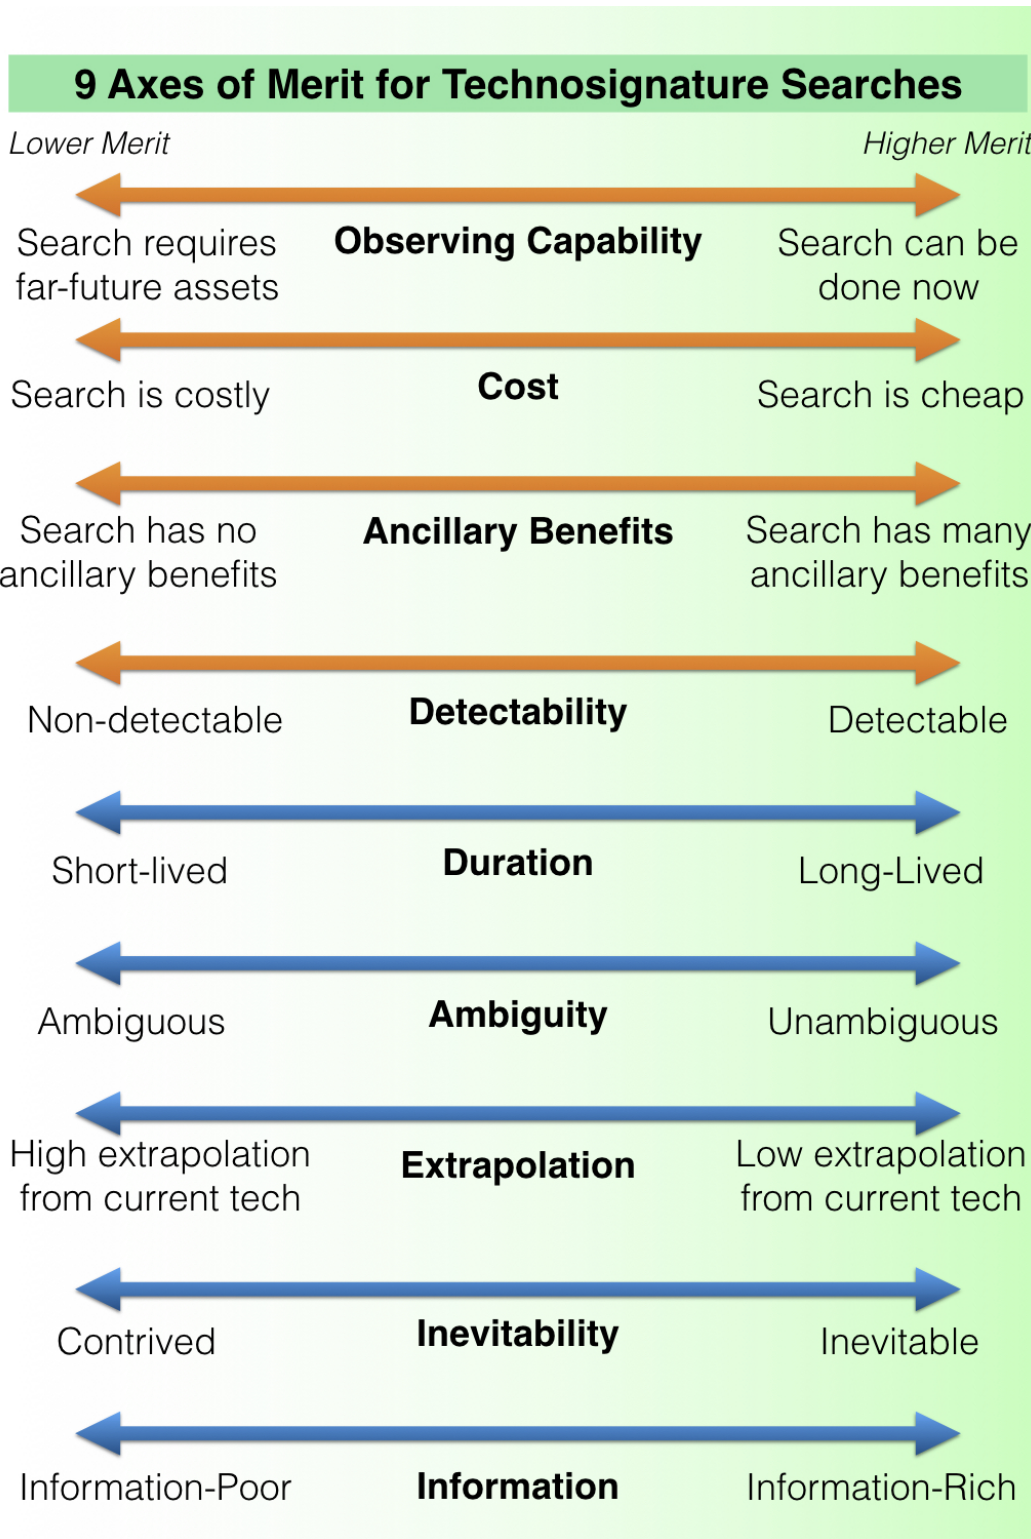 9 Axes of Merit for Technosignature Searches
Lower Merit
Higher Merit
Search requires
far-future assets
Observing Capability
Search can be
done now
Search is costly
Cost
Search is cheap
Search has no
ancillary benefits
Ancillary Benefits
Search has many
ancillary benefits
Non-detectable
Detectability
Detectable
Short-lived
Duration
Long-Lived
Ambiguous
Ambiguity
Unambiguous
High extrapolation
from current tech
Extrapolation
Low extrapolation
from current tech
Contrived
Inevitability
Inevitable
Information-Poor
Information
Information-Rich